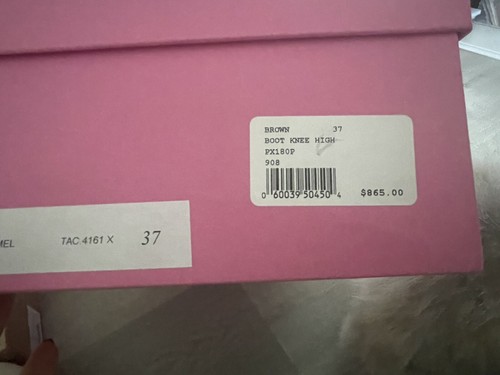 BROWN 37
BOOT KNEE HIGH
PX180P
908
0 60039 50450 4 $865.00
MEL TAC.4161 X 37